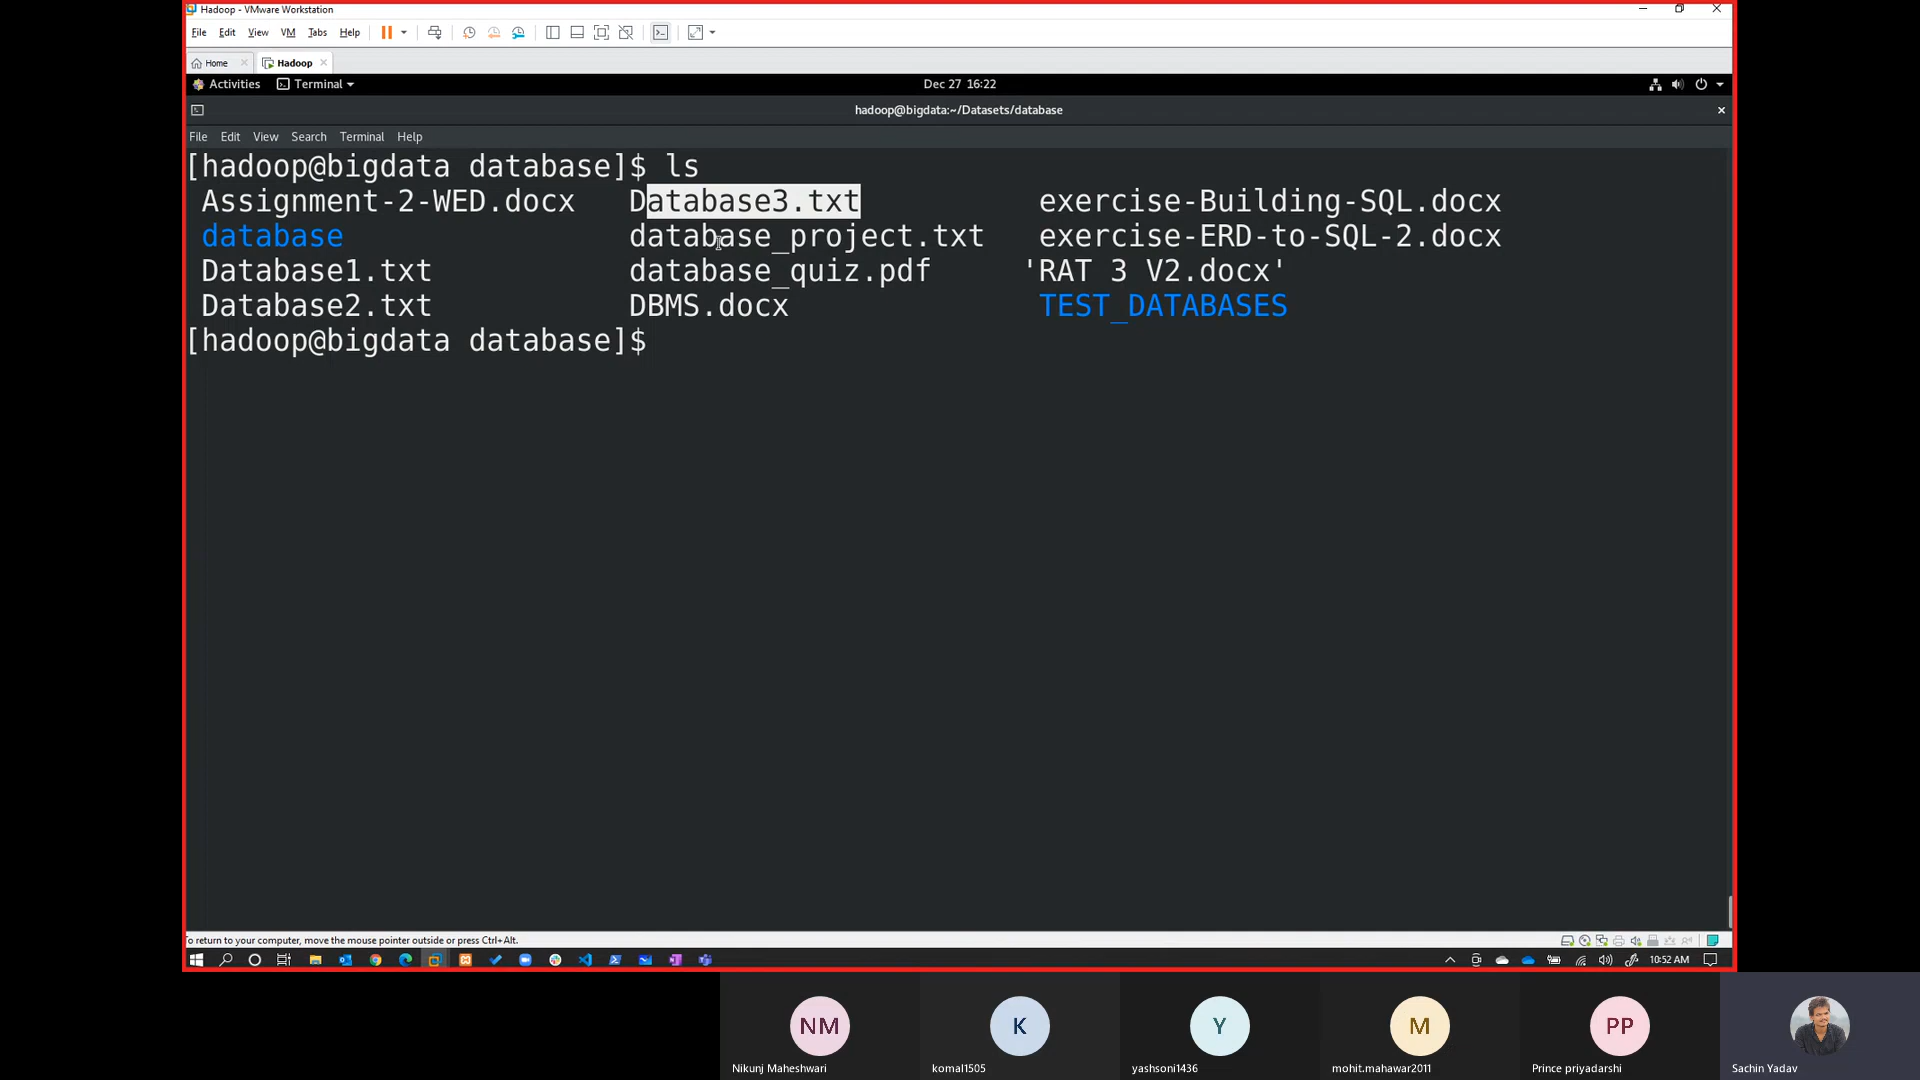 Hadoop - VMware Workstation
File Edit View VM Tabs Help
Home Hadoop
Activities Terminal Dec 27 16:22
hadoop@bigdata:~/Datasets/database
File Edit View Search Terminal Help
[hadoop@bigdata database]$ ls
Assignment-2-WED.docx Database3.txt exercise-Building-SQL.docx
database database_project.txt exercise-ERD-to-SQL-2.docx
Database1.txt database_quiz.pdf 'RAT 3 V2.docx'
Database2.txt DBMS.docx TEST_DATABASES
[hadoop@bigdata database]$
To return to your computer, move the mouse pointer outside or press Ctrl+Alt.
10:52 AM
NM K Y M PP
Nikunj Maheshwari komal1505 yashsoni1436 mohit.mahawar2011 Prince priyadarshi Sachin Yadav